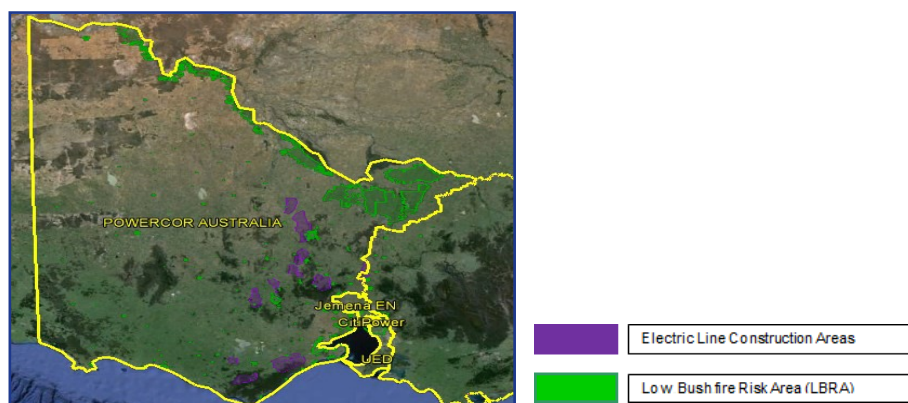 POWERCOR AUSTRALIA
Jemena EN
CitiPower
UED
Electric Line Construction Areas
Low Bushfire Risk Area (LBRA)